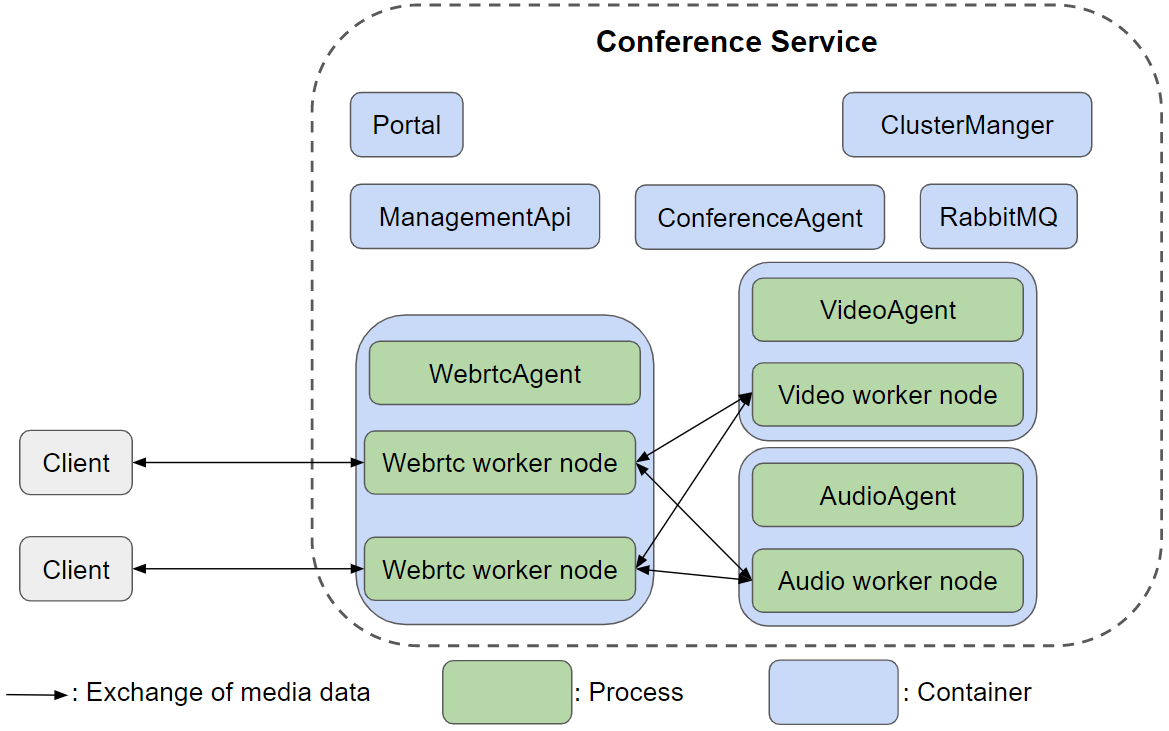 Conference Service
Portal
ClusterManger
ManagementApi
ConferenceAgent
RabbitMQ
VideoAgent
WebrtcAgent
Video worker node
Client
Webrtc worker node
AudioAgent
Client
Webrtc worker node
Audio worker node
: Exchange of media data
: Process
: Container